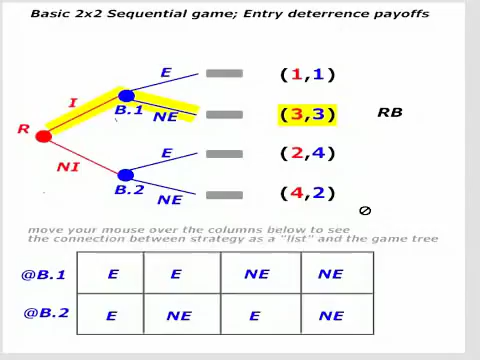 Basic 2x2 Sequential game; Entry deterrence payoffs
E
(1,1)
I
B.1
NE
(3,3)
RB
R
E
(2,4)
NI
B.2
NE
(4,2)
move your mouse over the columns below to see
the connection between strategy as a "list" and the game tree
@B.1 E E NE NE
@B.2 E NE E NE